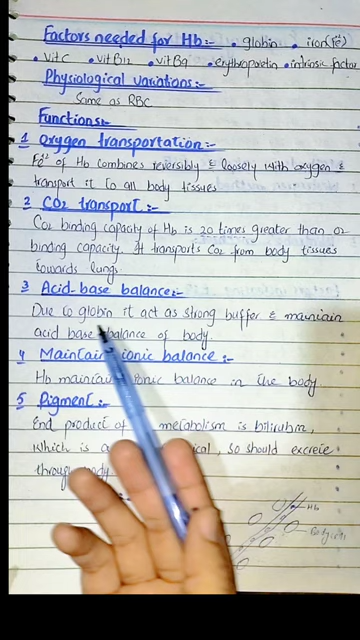 Factors needed for Hb:- • globin • iron(Fe²⁺)
• Vit C • Vit B12 • Vit B9 • erythropoietin • intrinsic factor
Physiological variations:-
Same as RBC
Functions:-
1 Oxygen transportation:-
Fe²⁺ of Hb combines reversibly & loosely with oxygen &
transport it to all body tissues
2 CO2 transport:-
CO2 binding capacity of Hb is 20 times greater than O2
binding capacity. It transports CO2 from body tissues
towards lungs
3 Acid-base balance:-
Due to globin it act as strong buffer & maintain
acid base balance of body.
4 Maintain ionic balance:-
Hb maintain ionic balance in the body.
5 Pigment:-
End product of metabolism is
which is a so should excrete
through body
Hb